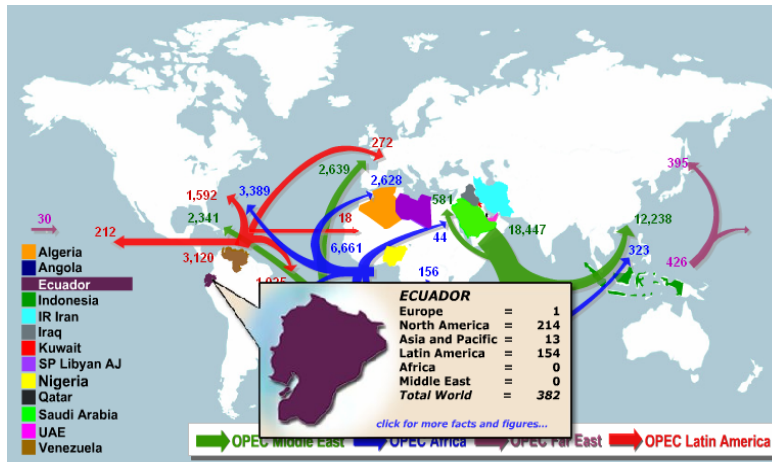 272
395
2,639
2,628
1,592
3,389
581
30
2,341
18
18,447
12,238
212
6,661
44
323
3,120
156
426
Algeria
Angola
Ecuador
Indonesia
IR Iran
Iraq
Kuwait
SP Libyan AJ
Nigeria
Qatar
Saudi Arabia
UAE
Venezuela
ECUADOR
Europe = 1
North America = 214
Asia and Pacific = 13
Latin America = 154
Africa = 0
Middle East = 0
Total World = 382
click for more facts and figures...
OPEC Middle East OPEC Africa OPEC Far East OPEC Latin America